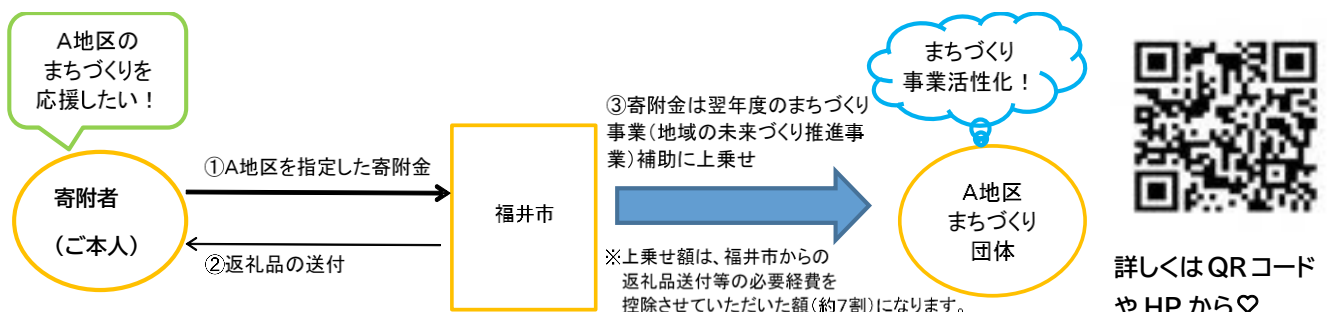 A地区の
まちづくりを
応援したい！
寄附者
（ご本人）
①A地区を指定した寄附金
②返礼品の送付
福井市
③寄附金は翌年度のまちづくり
事業（地域の未来づくり推進事
業）補助に上乗せ
※上乗せ額は、福井市からの
返礼品送付等の必要経費を
控除させていただいた額（約7割）になります。
まちづくり
事業活性化！
A地区
まちづくり
団体
詳しくはQRコード
やHPから♡